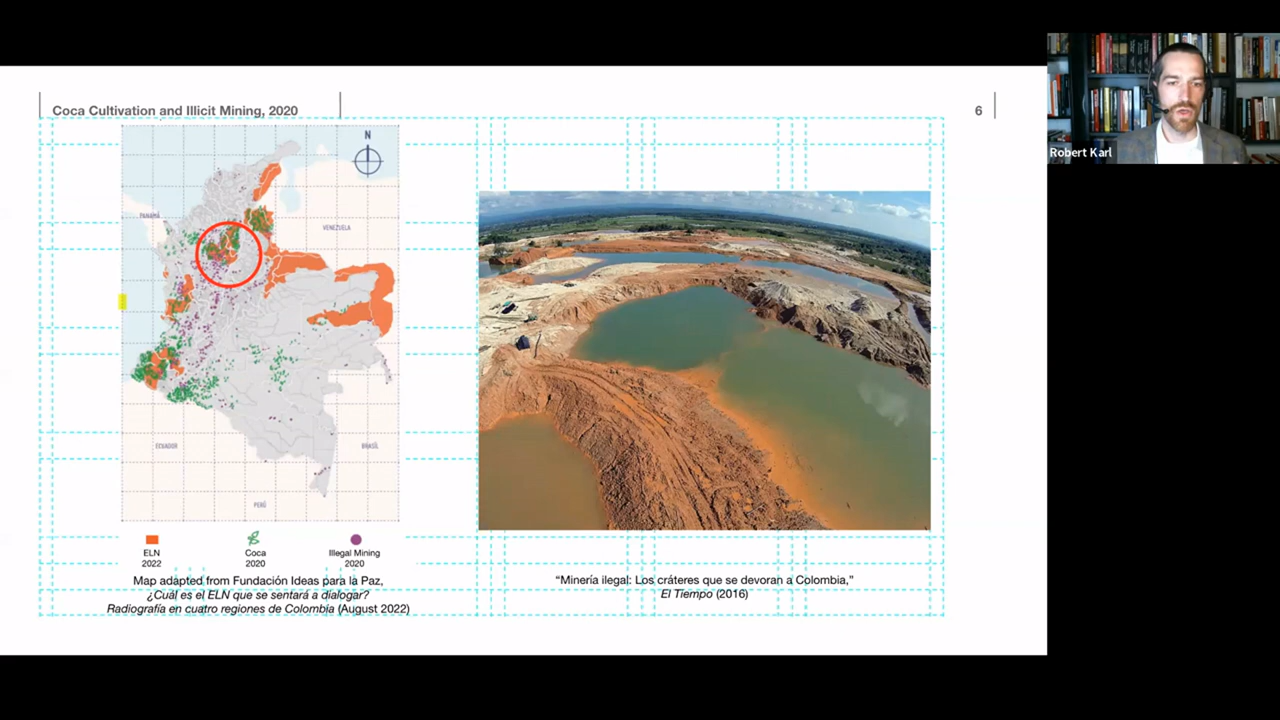 Coca Cultivation and Illicit Mining, 2020
6
Robert Karl
N
PANAMÁ
VENEZUELA
ECUADOR
BRASIL
PERÚ
ELN
2022
Coca
2020
Illegal Mining
2020
Map adapted from Fundación Ideas para la Paz,
¿Cuál es el ELN que se sentará a dialogar?
Radiografía en cuatro regiones de Colombia (August 2022)
“Minería ilegal: Los cráteres que se devoran a Colombia,”
El Tiempo (2016)